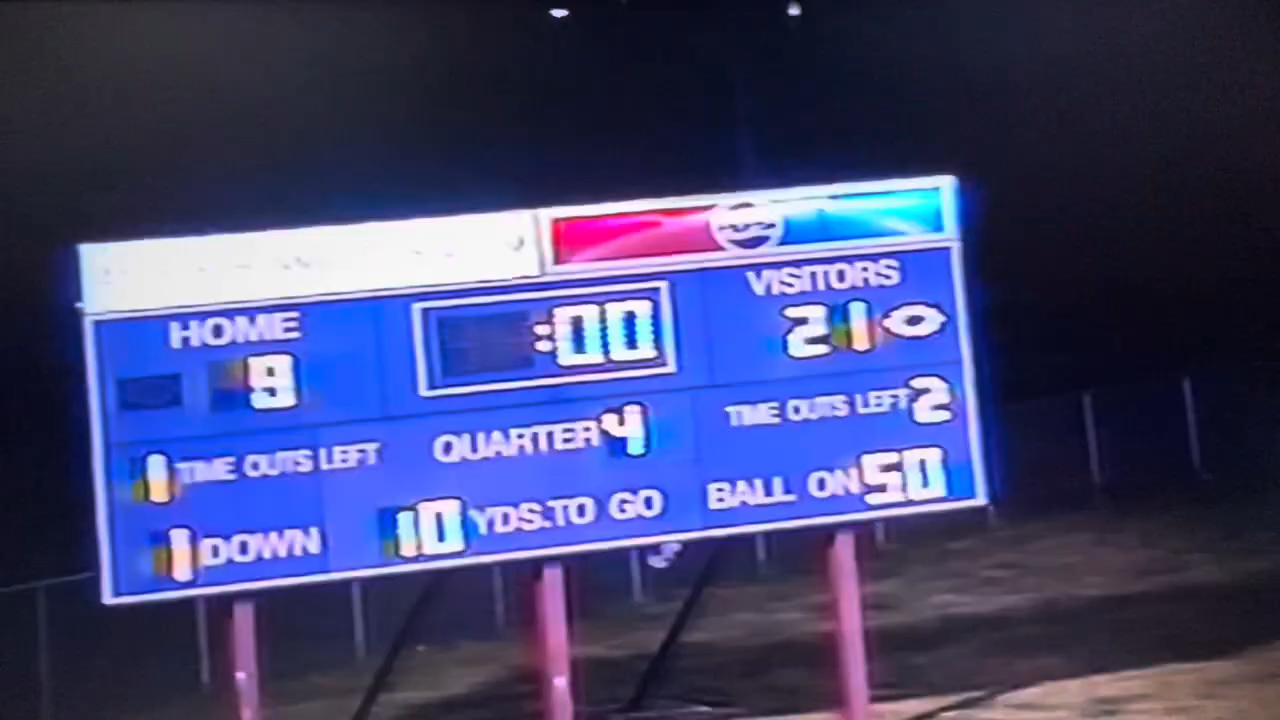 HOME :00 VISITORS
9 21
1 TIME OUTS LEFT QUARTER 4 TIME OUTS LEFT 2
1 DOWN 10 YDS.TO GO BALL ON 50